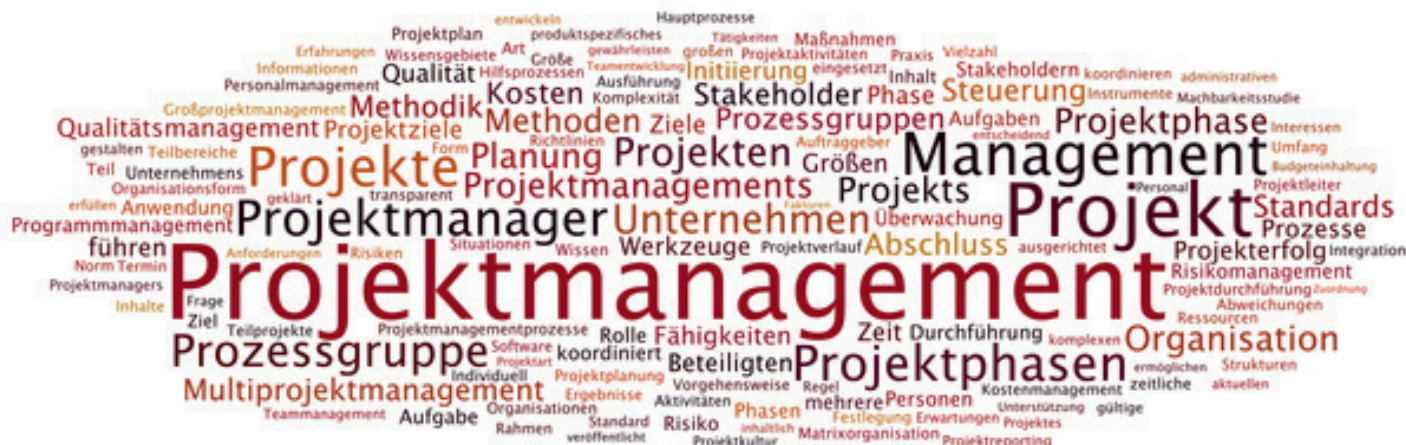 entwickeln Hauptprozesse
Projektplan produktspezifisches Tätigkeiten Maßnahmen
Erfahrungen Wissensgebiete Art gewährleisten großen Projektaktivitäten Praxis Vielzahl
Informationen Qualität Hilfsprozessen Größe Teamentwicklung Initiierung eingesetzt Inhalt Stakeholdern koordinieren administrativen
Personalmanagement Kosten Ausführung Komplexität Stakeholder Phase Steuerung Instrumente Machbarkeitsstudie
Großprojektmanagement Methodik Methoden Ziele Prozessgruppen Aufgaben Projektphase Interessen
Qualitätsmanagement Projektziele Richtlinien Auftraggeber entscheidend Umfang
gestalten Teilbereiche Projekte Form Planung Projekten Größen Management Budgeteinhaltung
Teil Unternehmens Organisationsform geklärt transparent Projektmanagements Projekts Personal Projektleiter
erfüllen Anwendung Projektmanager Unternehmen Faktoren Überwachung Projekt Standards
Programmmanagement Prozesse
führen Anforderungen Risiken Situationen Wissen Werkzeuge Projektverlauf Abschluss ausgerichtet Projekterfolg Integration
Norm Termin Projektmanagement Risikomanagement
Projektmanagers Projektdurchführung Zuordnung
Inhalte Frage Abweichungen
Ziel Ressourcen
Teilprojekte Projektmanagementprozesse Rolle Fähigkeiten Zeit Durchführung komplexen Organisation
Prozessgruppe Software Projektart koordiniert Beteiligten Projektphasen ermöglichen Strukturen
Individuell Projektplanung Vorgehensweise Regel Kostenmanagement zeitliche aktuellen
Multiprojektmanagement Ergebnisse Aktivitäten mehrere Personen Unterstützung gültige
Teammanagement Aufgabe Organisationen Standard Risiko Phasen Festlegung Erwartungen Projektes
Rahmen veröffentlicht Projektkultur inhaltlich Matrixorganisation Projektreporting